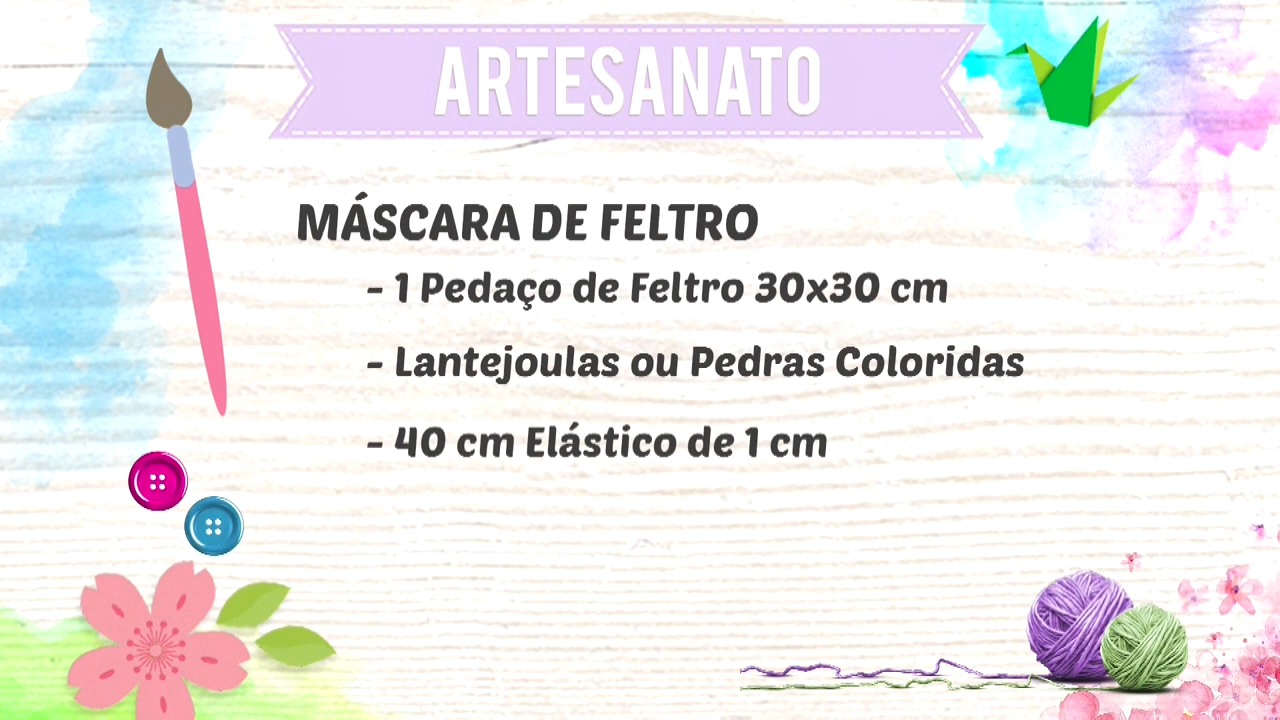 ARTESANATO
MÁSCARA DE FELTRO
- 1 Pedaço de Feltro 30x30 cm
- Lantejoulas ou Pedras Coloridas
- 40 cm Elástico de 1 cm